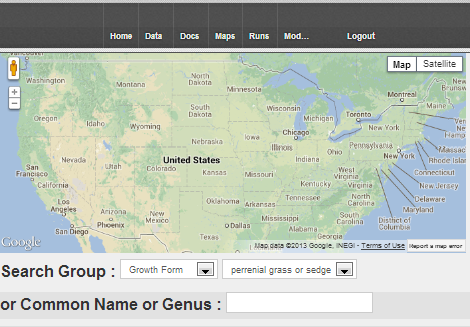 Home Data Docs Maps Runs Mod... Logout
Vancouver
Map Satellite
Washington
Montana
North Dakota
Minnesota
Montreal
Maine
Oregon
Idaho
Wyoming
South Dakota
Wisconsin
Michigan
Toronto
New York
New Brunswick
Nevada
Utah
Colorado
Nebraska
Iowa
Chicago
Illinois
Indiana
Ohio
Pennsylvania
New York
Massac
Rhode Isla
Connecticut
New Jersey
Delaware
Maryland
District of Columbia
San Francisco
California
United States
Kansas
Missouri
West Virginia
Kentucky
Virginia
Los Angeles
San Diego
Arizona
Phoenix
New Mexico
Oklahoma
Arkansas
Tennessee
North Carolina
South Carolina
Mississippi
Alabama
Georgia
Dallas
Texas
Google
Map data ©2013 Google, INEGI - Terms of Use Report a map error
Search Group : Growth Form perrenial grass or sedge
or Common Name or Genus :